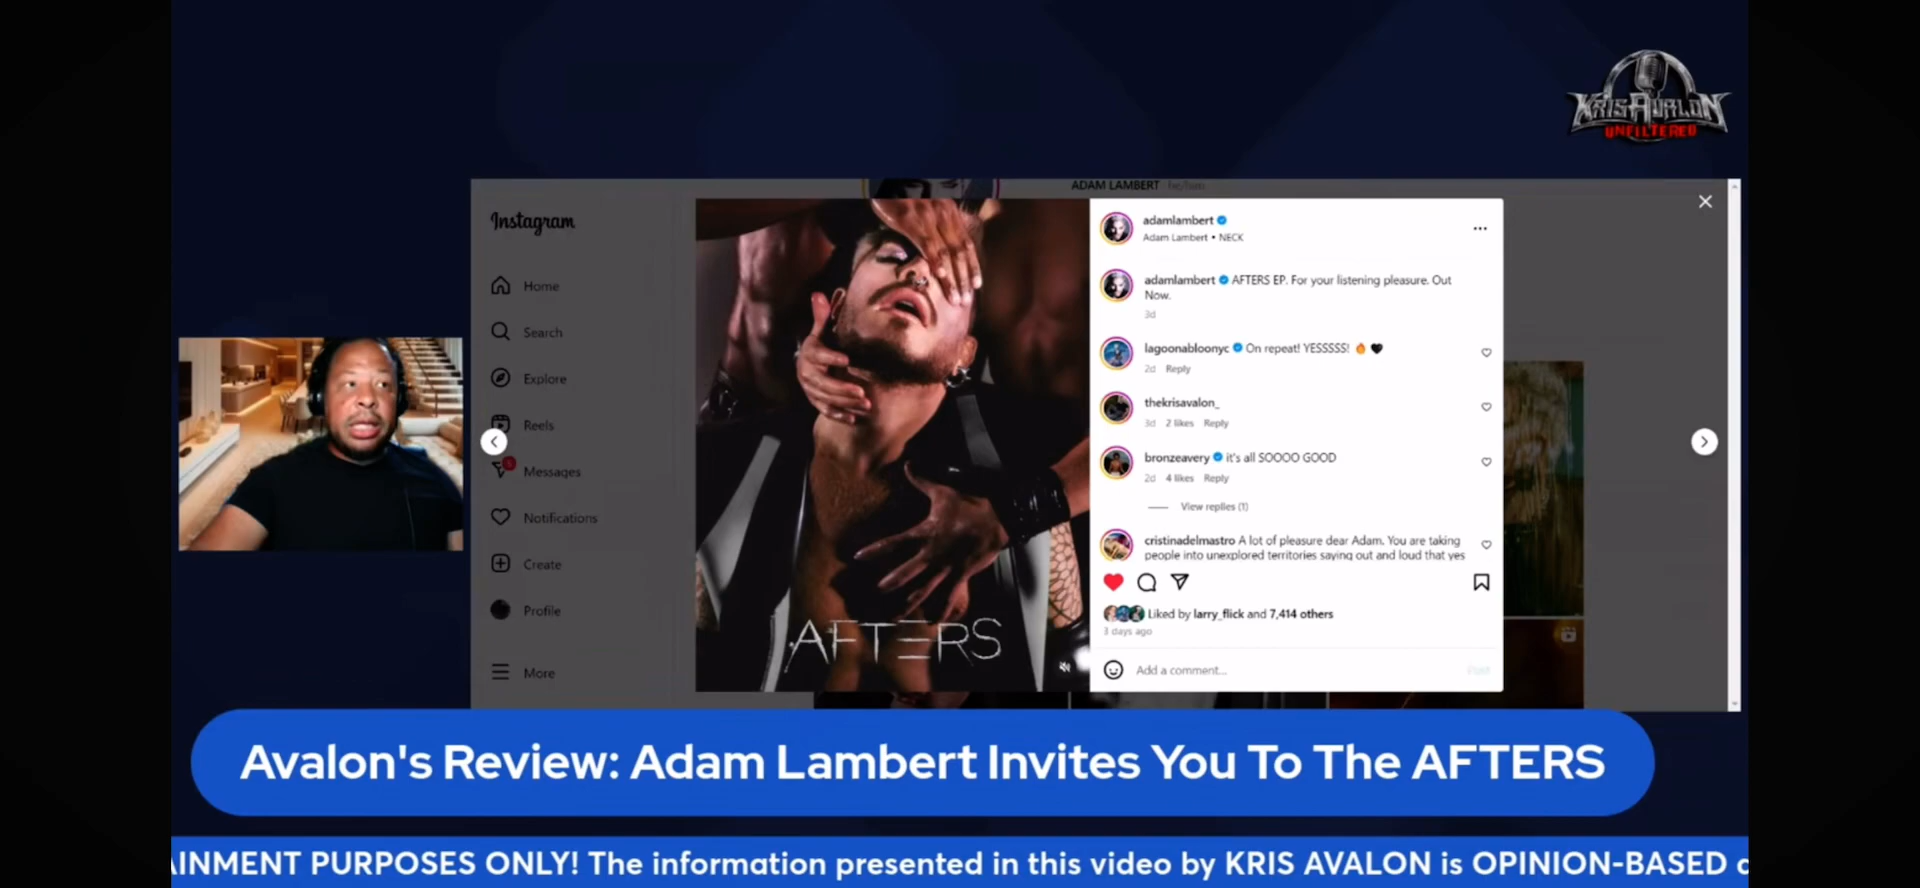 KRIS AVALON
UNFILTERED
ADAM LAMBERT he/him
Instagram
Home
Search
Explore
Reels
Messages
Notifications
Create
Profile
More
AFTERS
adamlambert
Adam Lambert • NECK
adamlambert AFTERS EP. For your listening pleasure. Out
Now.
3d
lagoonabloonyc On repeat! YESSSSS! 🔥 🖤
2d Reply
thekrisavalon_
3d 2 likes Reply
bronzeavery it's all SOOOO GOOD
2d 4 likes Reply
View replies (1)
cristinadelmastro A lot of pleasure dear Adam. You are taking
people into unexplored territories saying out and loud that yes
Liked by larry_flick and 7,414 others
3 days ago
Add a comment...
Post
Avalon's Review: Adam Lambert Invites You To The AFTERS
AINMENT PURPOSES ONLY! The information presented in this video by KRIS AVALON is OPINION-BASED